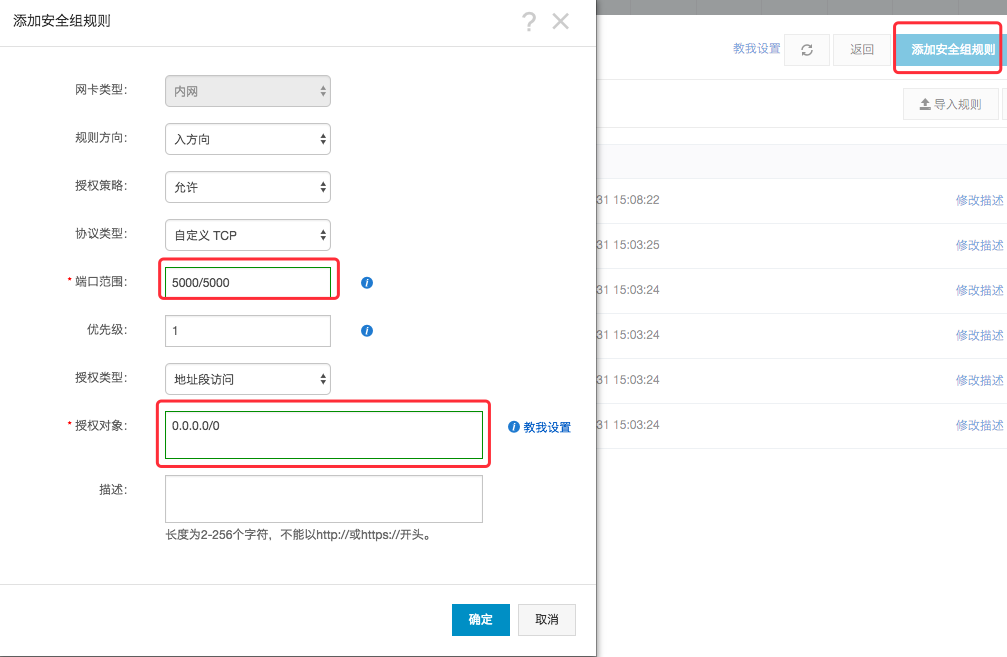 添加安全组规则
网卡类型:
内网
规则方向:
入方向
授权策略:
允许
协议类型:
自定义 TCP
* 端口范围:
5000/5000
优先级:
1
授权类型:
地址段访问
* 授权对象:
0.0.0.0/0
教我设置
描述:
长度为2-256个字符，不能以http://或https://开头。
确定
取消
教我设置
返回
添加安全组规则
导入规则
31 15:08:22
修改描述
31 15:03:25
修改描述
31 15:03:24
修改描述
31 15:03:24
修改描述
31 15:03:24
修改描述
31 15:03:24
修改描述